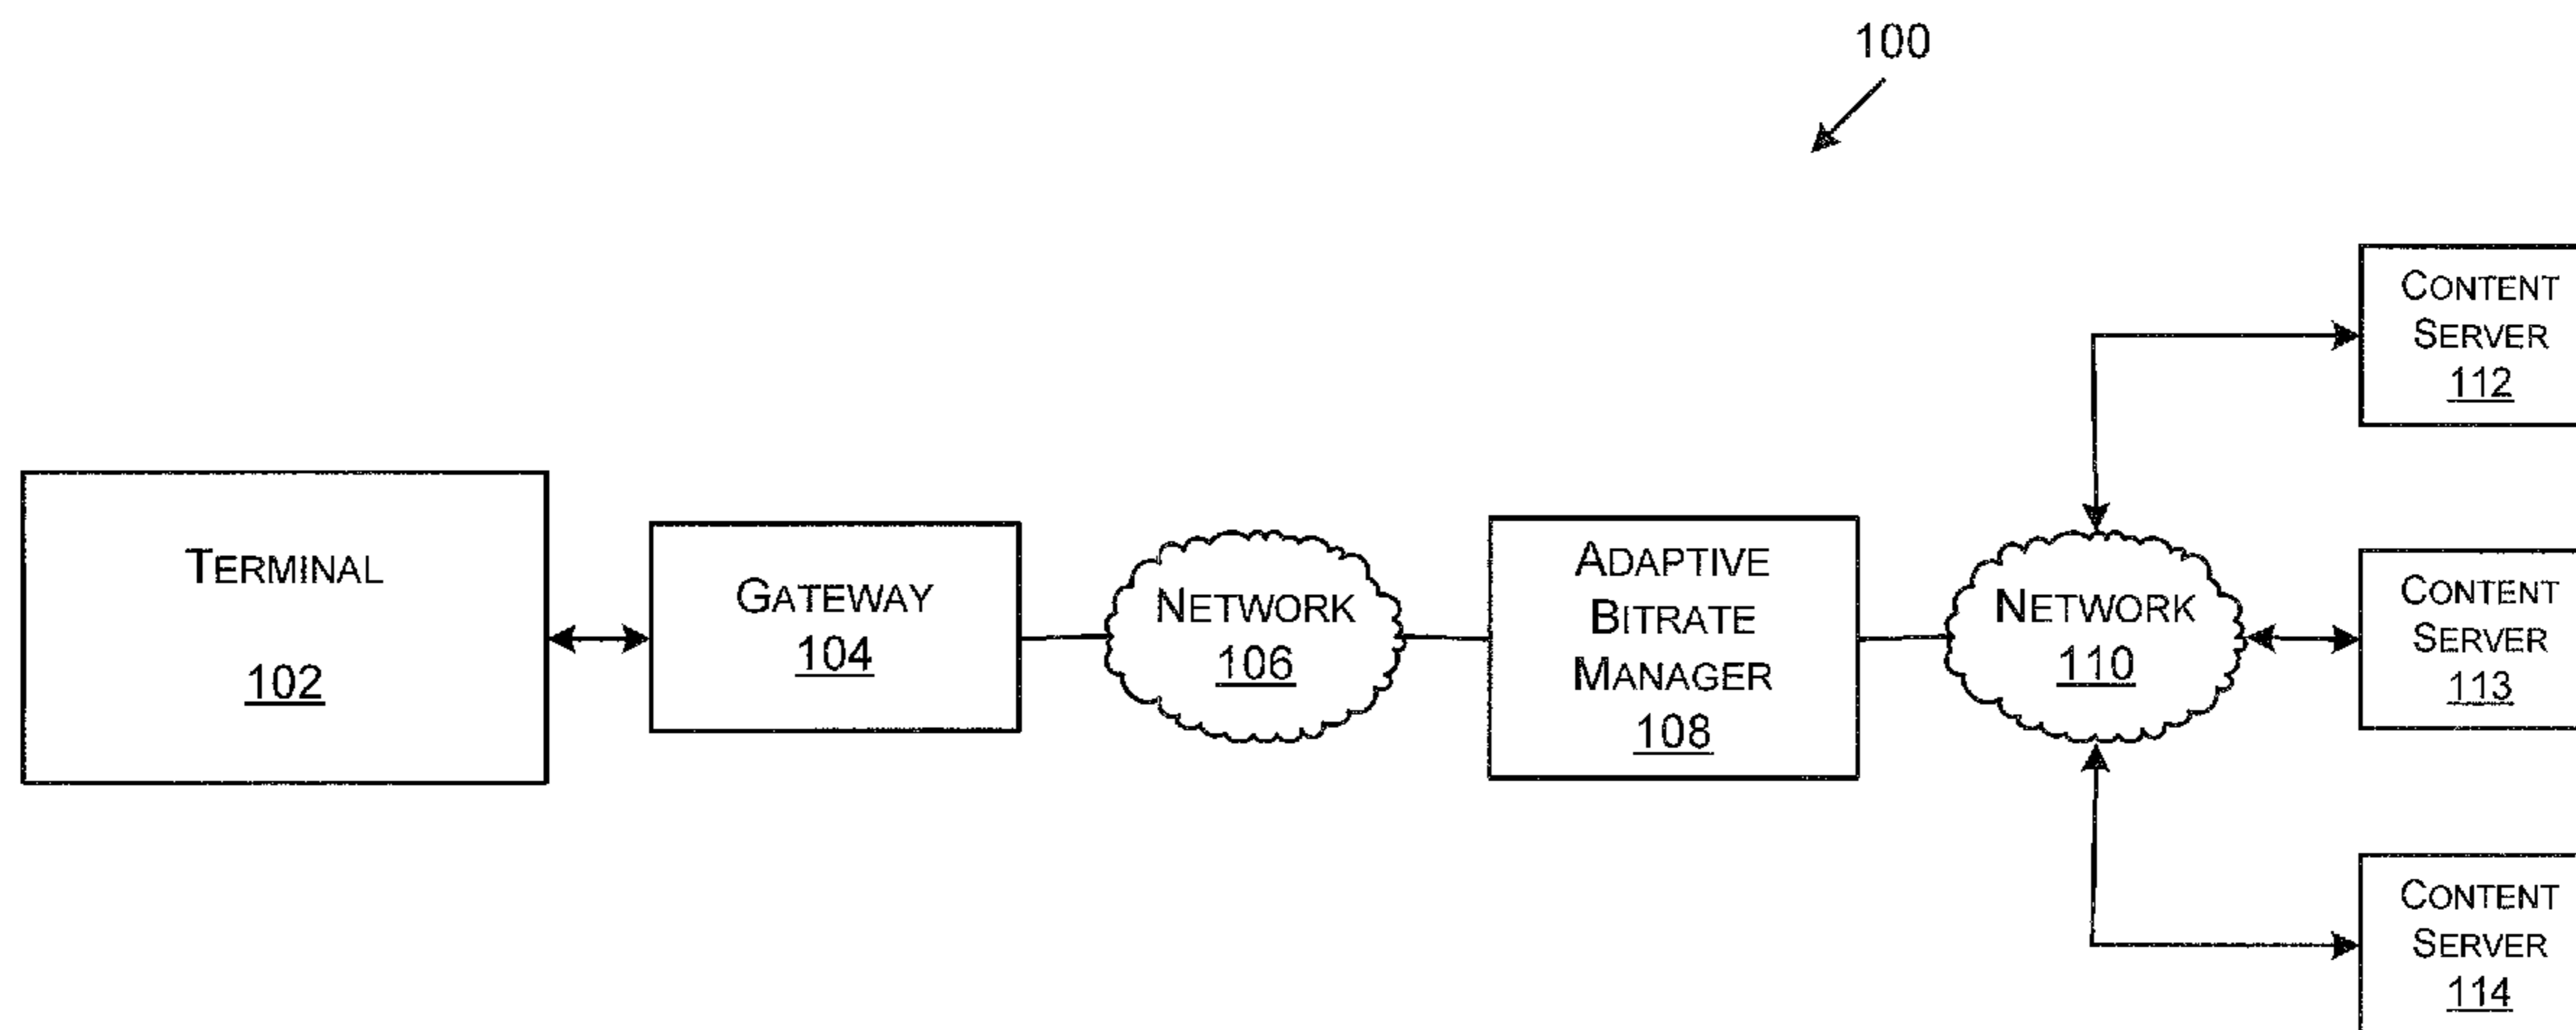 100
TERMINAL
102
GATEWAY
104
NETWORK
106
ADAPTIVE
BITRATE
MANAGER
108
NETWORK
110
CONTENT
SERVER
112
CONTENT
SERVER
113
CONTENT
SERVER
114